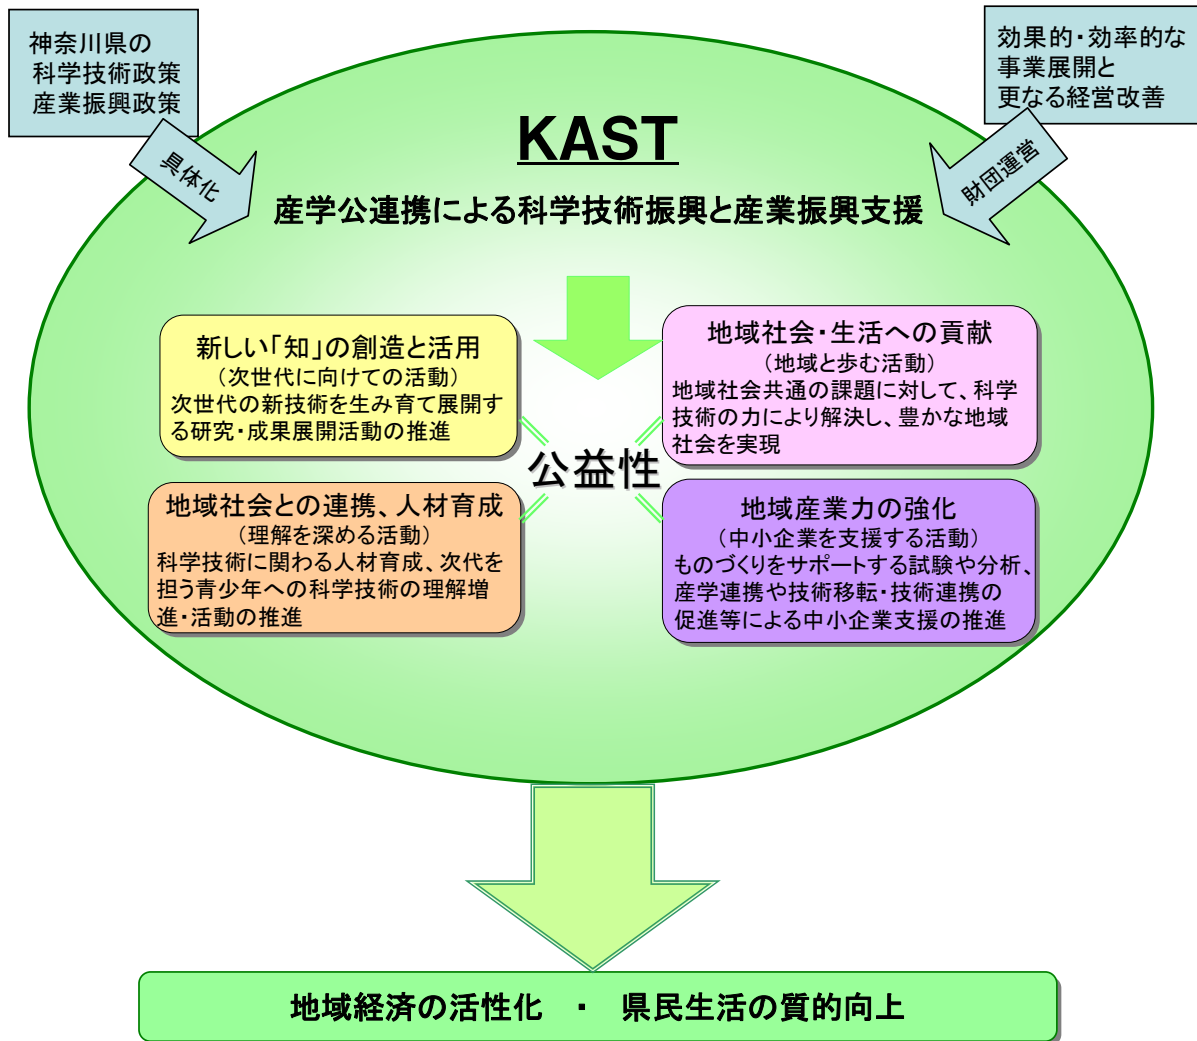 神奈川県の
科学技術政策
産業振興政策
具体化
効果的・効率的な
事業展開と
更なる経営改善
財団運営
KAST
産学公連携による科学技術振興と産業振興支援
新しい「知」の創造と活用
（次世代に向けての活動）
次世代の新技術を生み育て展開す
る研究・成果展開活動の推進
地域社会・生活への貢献
（地域と歩む活動）
地域社会共通の課題に対して、科学
技術の力により解決し、豊かな地域
社会を実現
公益性
地域社会との連携、人材育成
（理解を深める活動）
科学技術に関わる人材育成、次代を
担う青少年への科学技術の理解増
進・活動の推進
地域産業力の強化
（中小企業を支援する活動）
ものづくりをサポートする試験や分析、
産学連携や技術移転・技術連携の
促進等による中小企業支援の推進
地域経済の活性化　・　県民生活の質的向上